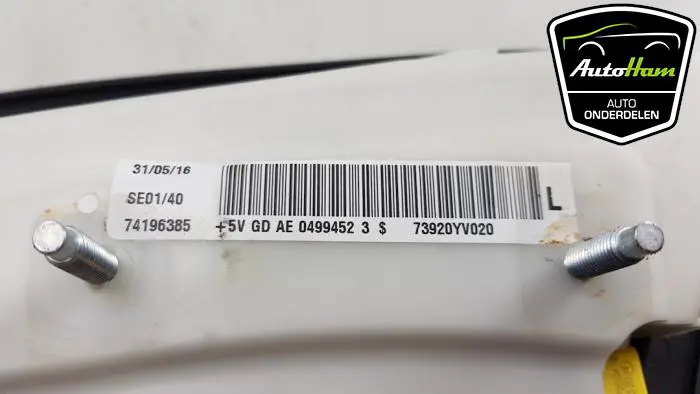 AutoHam
AUTO
ONDERDELEN
31/05/16
SE01/40
L
74196385 +5V GD AE 0499452 3 $ 73920YV020